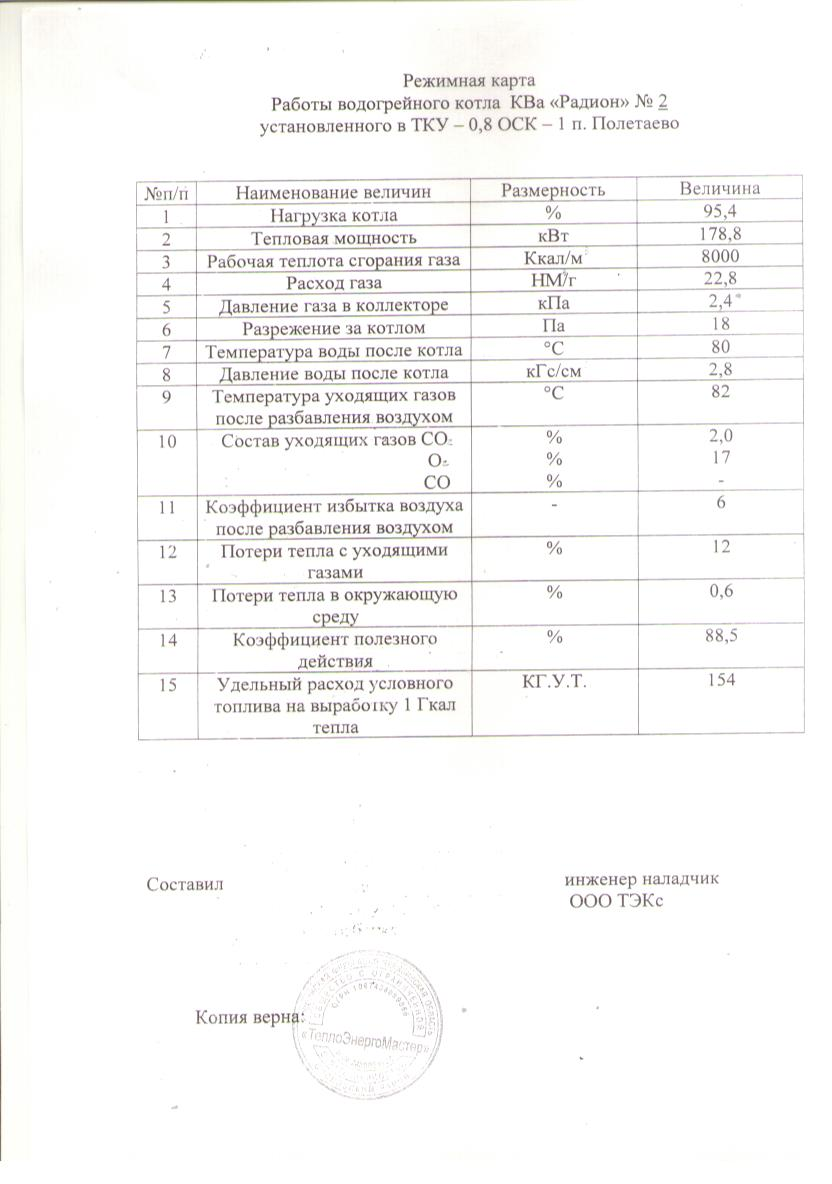 Режимная карта
Работы водогрейного котла КВа «Радион» № 2
установленного в ТКУ – 0,8 ОСК – 1 п. Полетаево
№п/п Наименование величин Размерность Величина
1 Нагрузка котла % 95,4
2 Тепловая мощность кВт 178,8
3 Рабочая теплота сгорания газа Ккал/м³ 8000
4 Расход газа НМ³/г 22,8
5 Давление газа в коллекторе кПа 2,4
6 Разрежение за котлом Па 18
7 Температура воды после котла °С 80
8 Давление воды после котла кГс/см 2,8
9 Температура уходящих газов °С 82
после разбавления воздухом
10 Состав уходящих газов СО₂ % 2,0
О₂ % 17
СО % -
11 Коэффициент избытка воздуха - 6
после разбавления воздухом
12 Потери тепла с уходящими % 12
газами
13 Потери тепла в окружающую % 0,6
среду
14 Коэффициент полезного % 88,5
действия
15 Удельный расход условного КГ.У.Т. 154
топлива на выработку 1 Гкал
тепла
Составил инженер наладчик
ООО ТЭКс
Копия верна:
ОБЩЕСТВО С ОГРАНИЧЕННОЙ
«ТеплоЭнергоМастер»